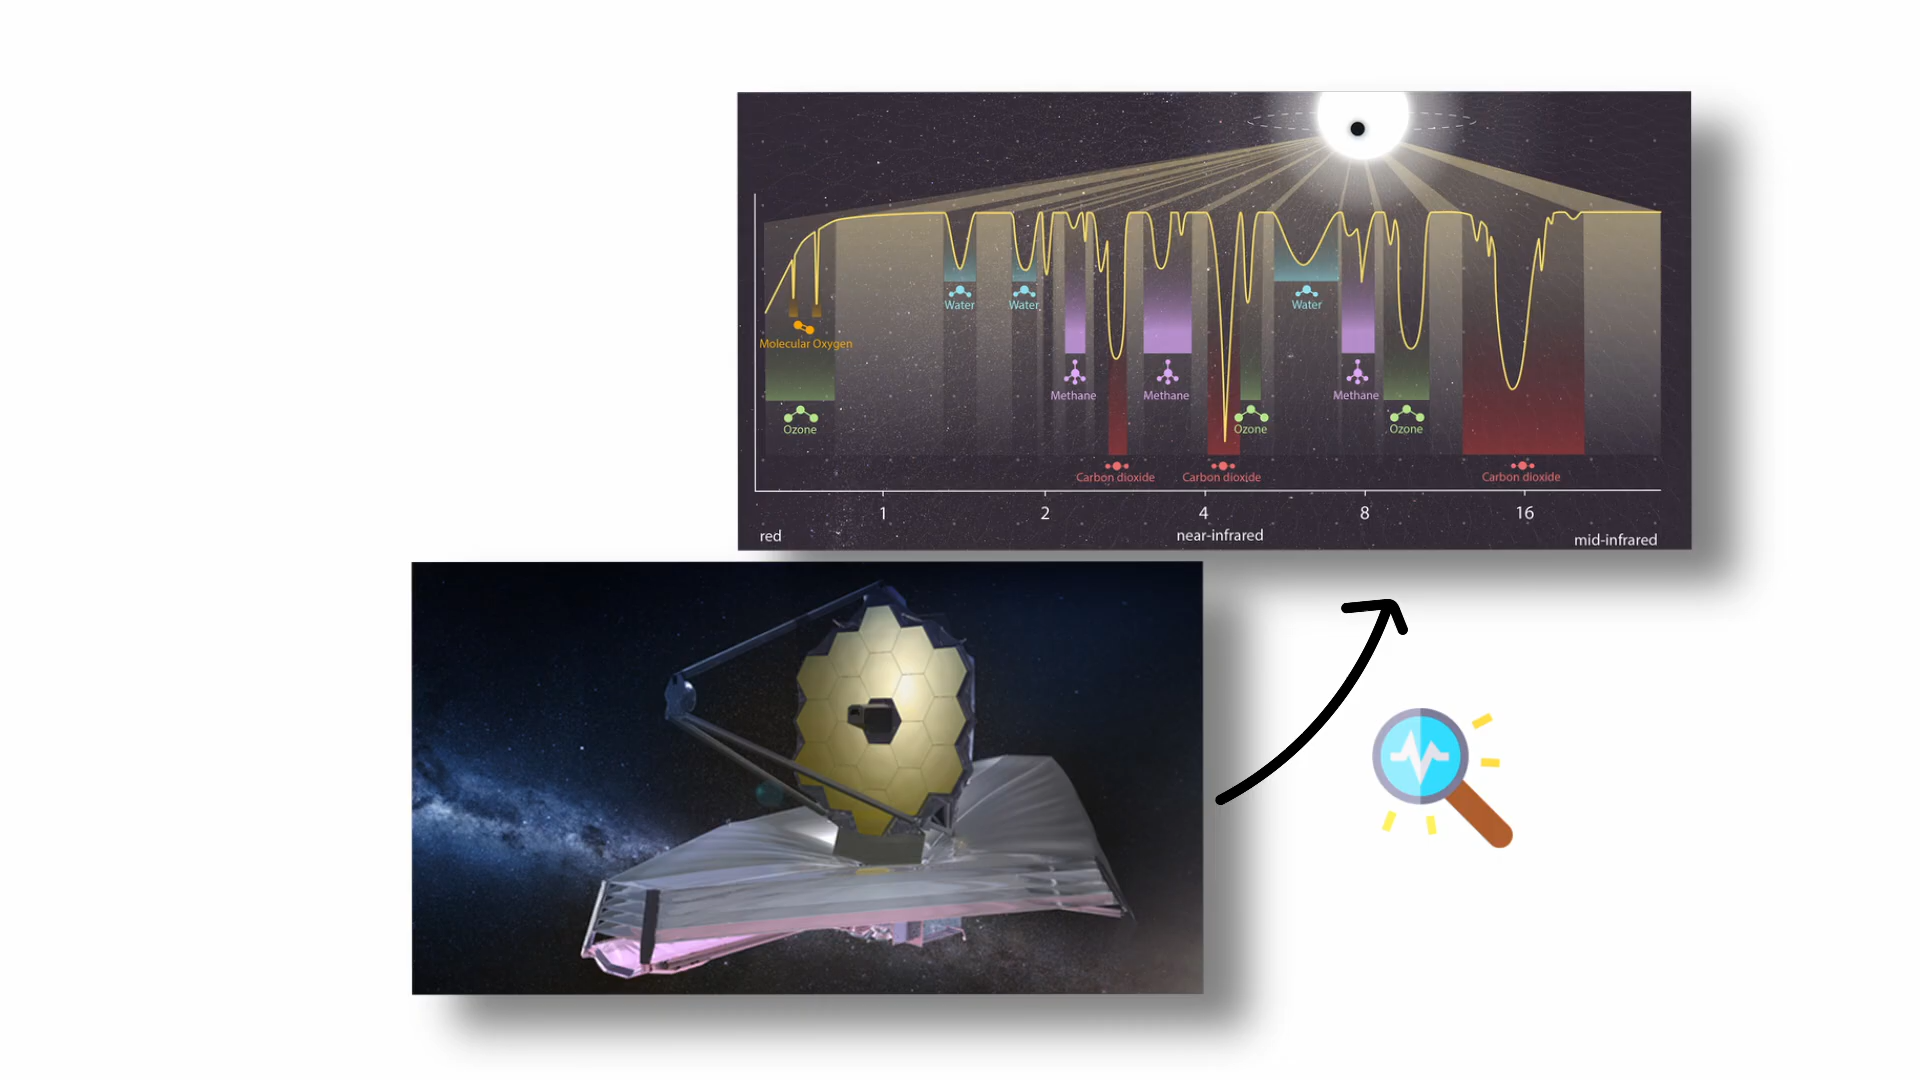 Water
Water
Water
Molecular Oxygen
Methane
Methane
Methane
Ozone
Ozone
Ozone
Carbon dioxide
Carbon dioxide
Carbon dioxide
1
2
4
8
16
red
near-infrared
mid-infrared